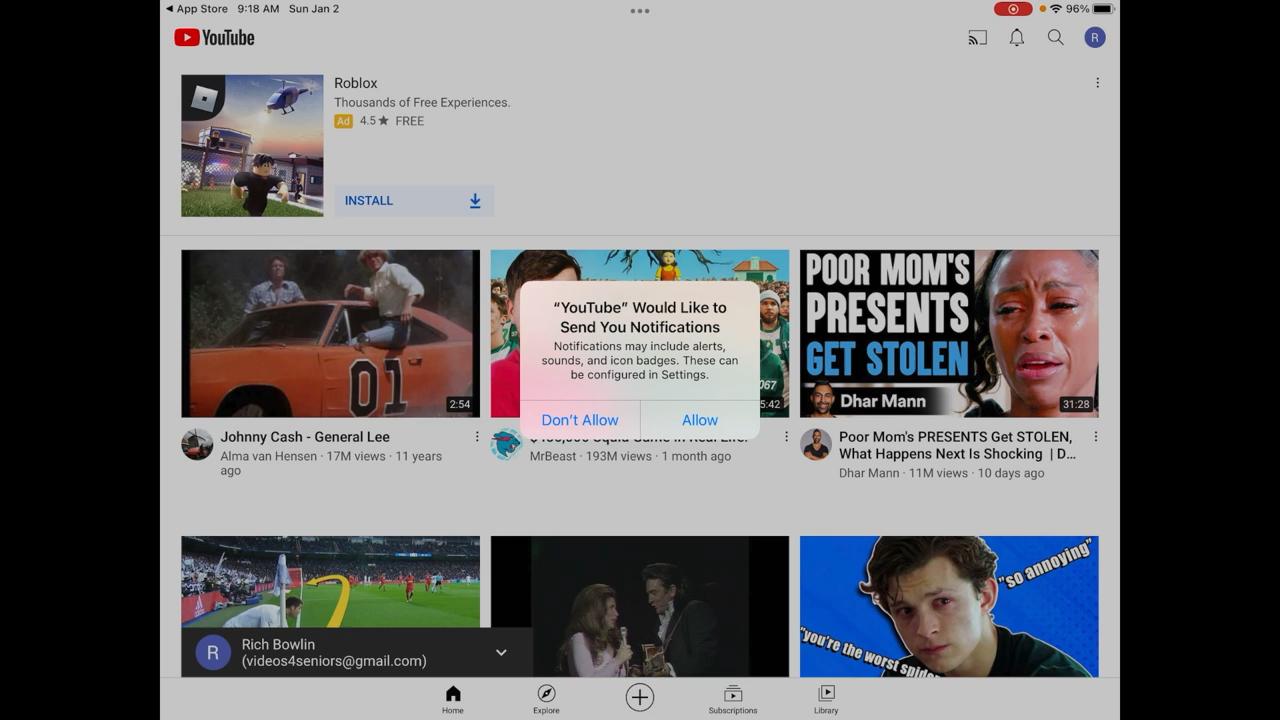 App Store 9:18 AM Sun Jan 2
96%
YouTube
R
Roblox
Thousands of Free Experiences.
Ad 4.5★ FREE
INSTALL
01
2:54
Johnny Cash - General Lee
Alma van Hensen · 17M views · 11 years
ago
“YouTube” Would Like to
Send You Notifications
Notifications may include alerts,
sounds, and icon badges. These can
be configured in Settings.
Don’t Allow
Allow
067
5:42
MrBeast · 193M views · 1 month ago
POOR MOM'S
PRESENTS
GET STOLEN
Dhar Mann
31:28
Poor Mom's PRESENTS Get STOLEN,
What Happens Next Is Shocking | D...
Dhar Mann · 11M views · 10 days ago
"so annoying"
"you're the worst
R
Rich Bowlin
(videos4seniors@gmail.com)
Home
Explore
Subscriptions
Library